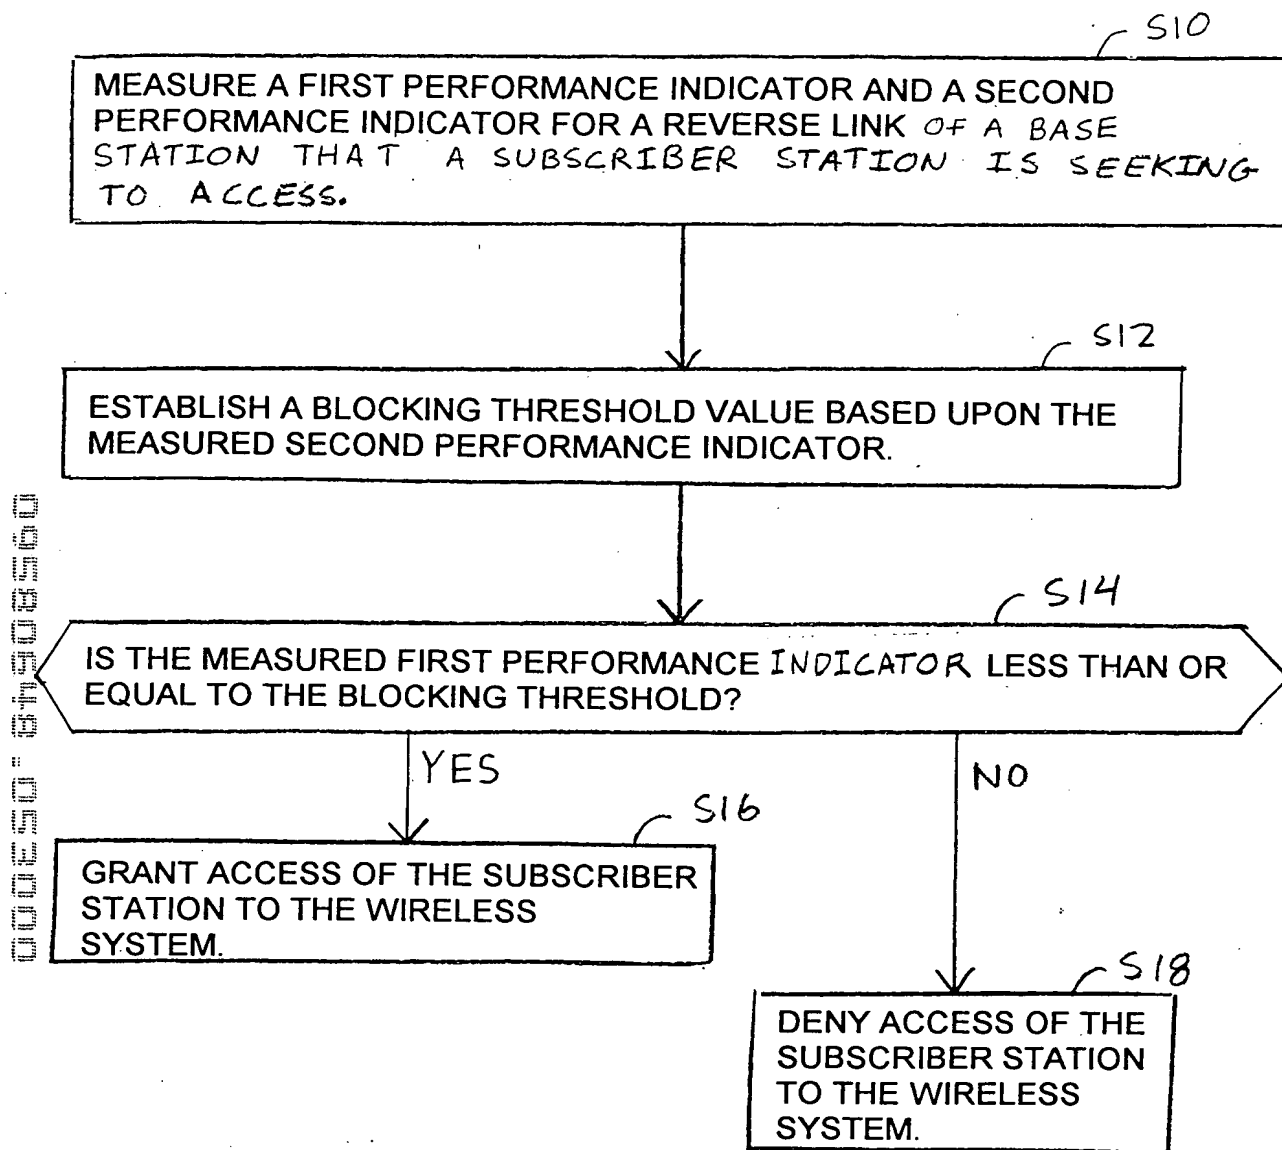 S10
MEASURE A FIRST PERFORMANCE INDICATOR AND A SECOND
PERFORMANCE INDICATOR FOR A REVERSE LINK OF A BASE
STATION THAT A SUBSCRIBER STATION IS SEEKING
TO ACCESS.
S12
ESTABLISH A BLOCKING THRESHOLD VALUE BASED UPON THE
MEASURED SECOND PERFORMANCE INDICATOR.
S14
IS THE MEASURED FIRST PERFORMANCE INDICATOR LESS THAN OR
EQUAL TO THE BLOCKING THRESHOLD?
YES
NO
S16
GRANT ACCESS OF THE SUBSCRIBER
STATION TO THE WIRELESS
SYSTEM.
S18
DENY ACCESS OF THE
SUBSCRIBER STATION
TO THE WIRELESS
SYSTEM.